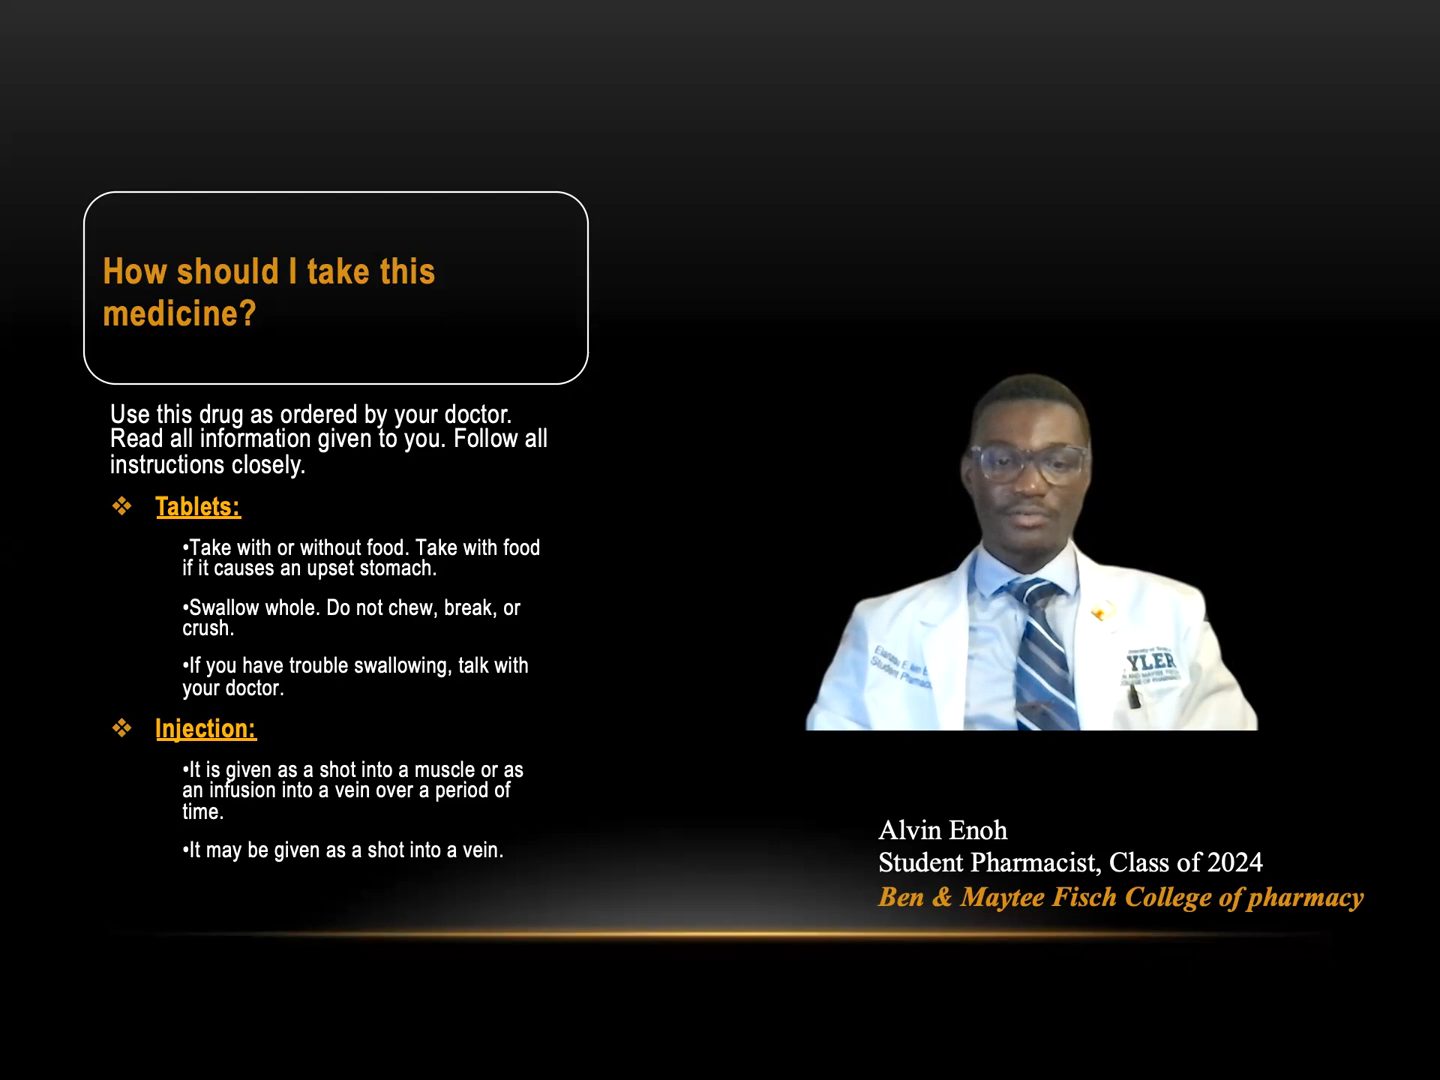 How should I take this
medicine?
Use this drug as ordered by your doctor.
Read all information given to you. Follow all
instructions closely.
❖ Tablets:
•Take with or without food. Take with food
if it causes an upset stomach.
•Swallow whole. Do not chew, break, or
crush.
•If you have trouble swallowing, talk with
your doctor.
❖ Injection:
•It is given as a shot into a muscle or as
an infusion into a vein over a period of
time.
•It may be given as a shot into a vein.
Student
YLER
Alvin Enoh
Student Pharmacist, Class of 2024
Ben & Maytee Fisch College of pharmacy